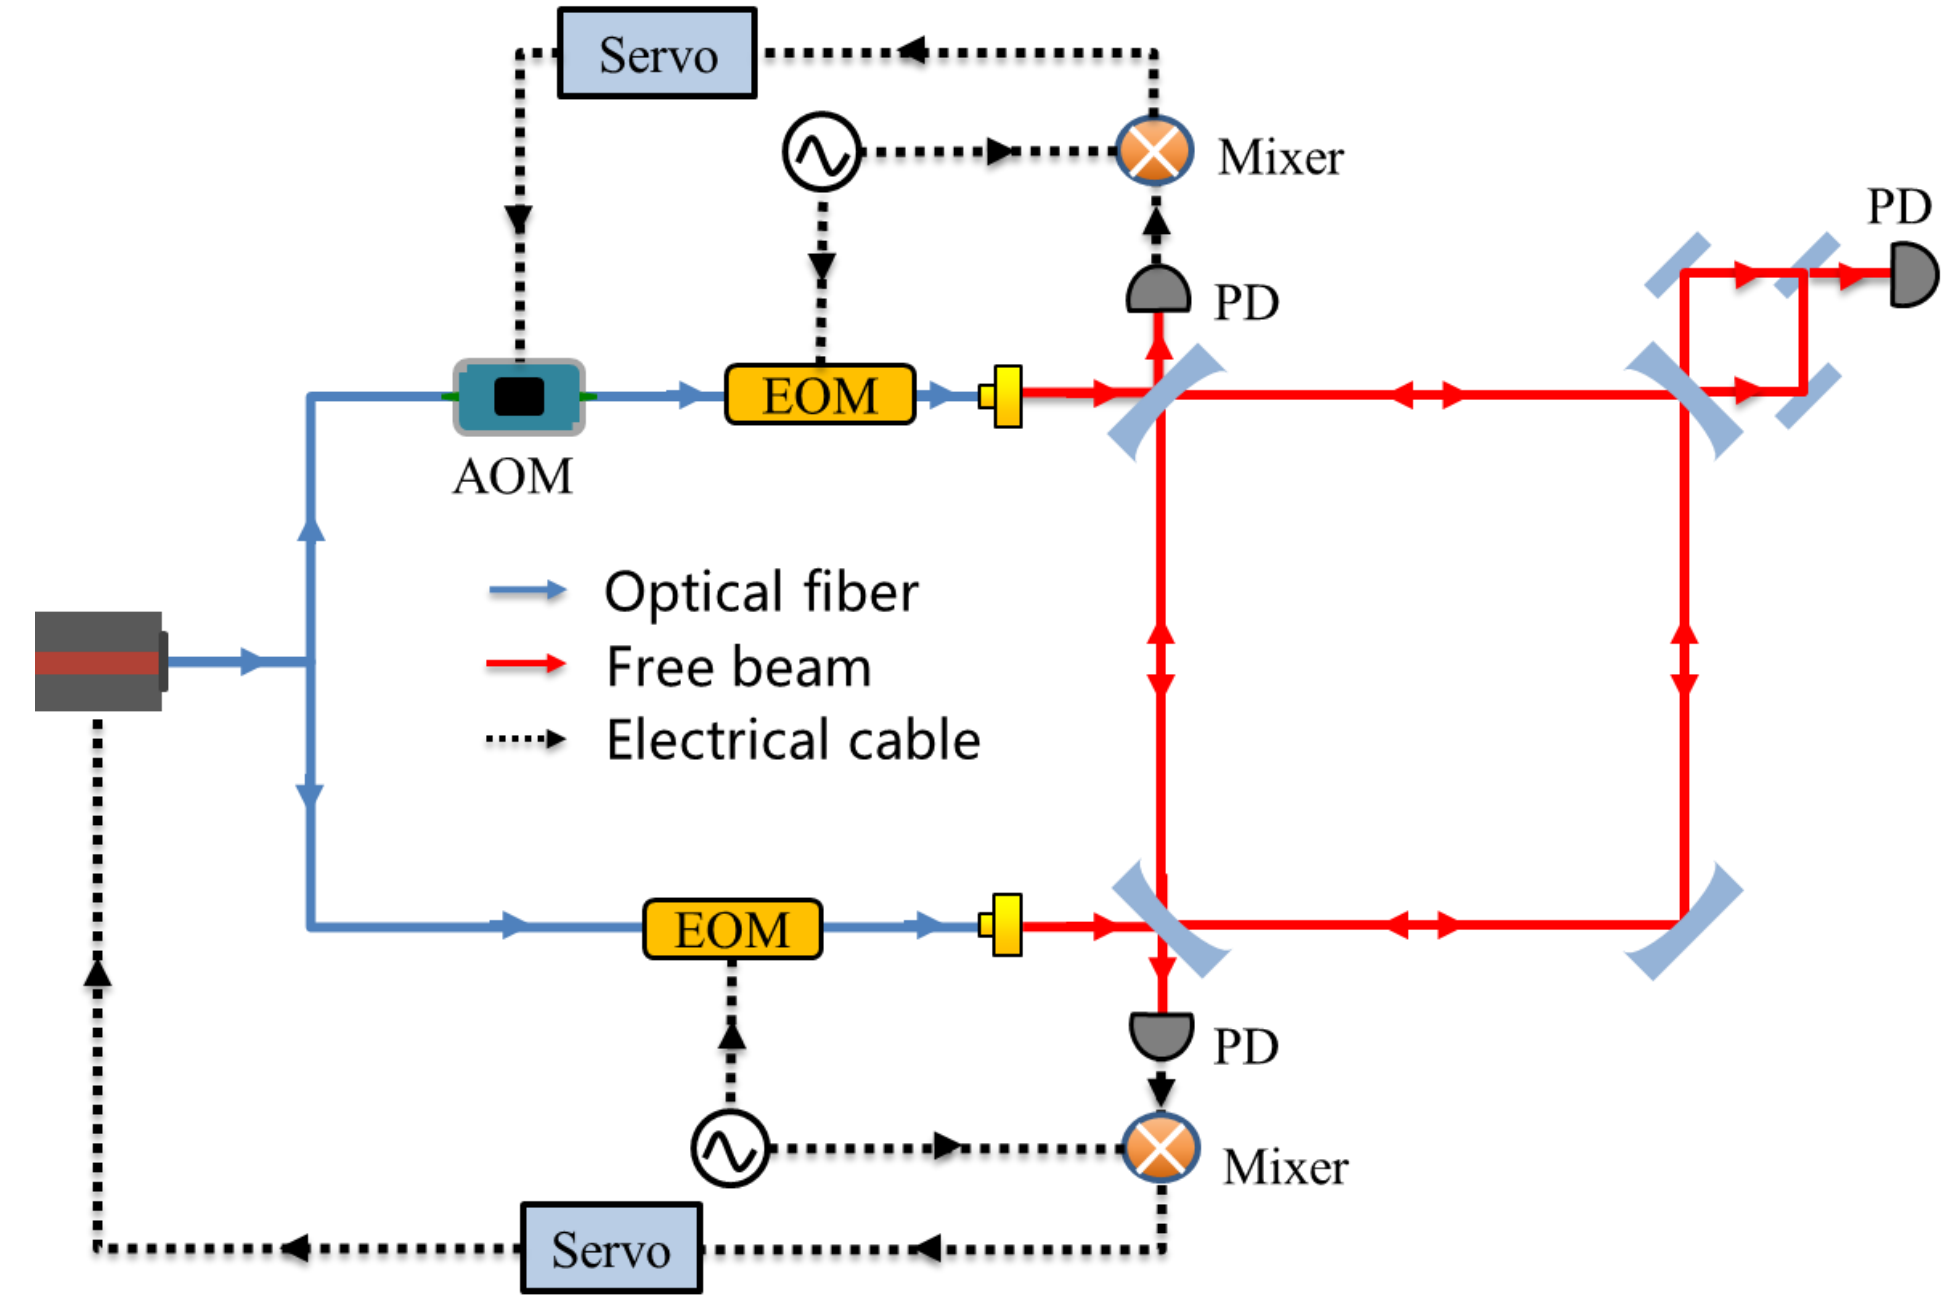 Servo
Mixer
PD
PD
EOM
AOM
Optical fiber
Free beam
Electrical cable
EOM
PD
Mixer
Servo